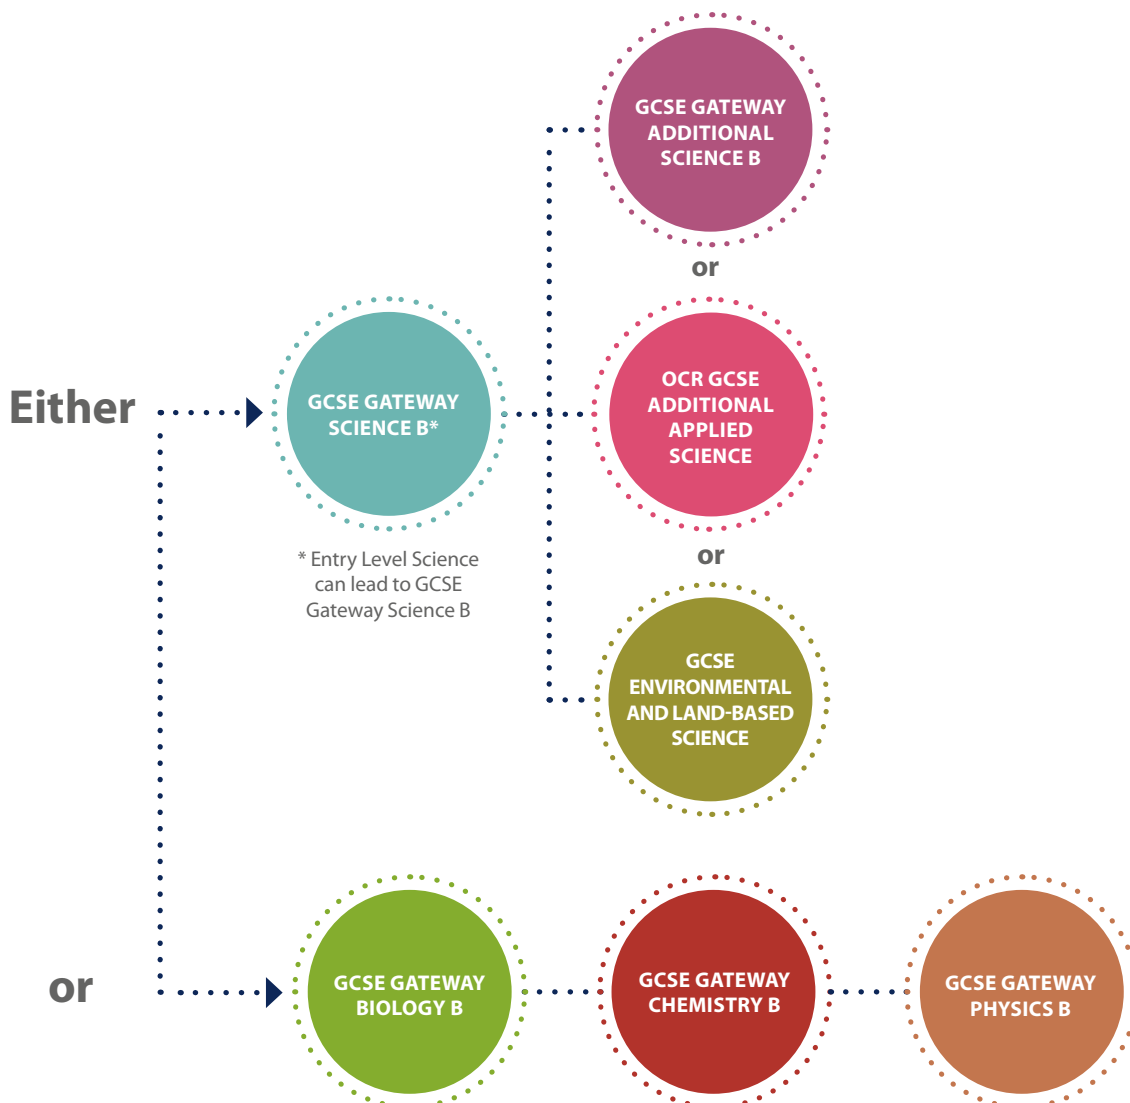 GCSE GATEWAY
ADDITIONAL
SCIENCE B
or
Either
GCSE GATEWAY
SCIENCE B*
OCR GCSE
ADDITIONAL
APPLIED
SCIENCE
* Entry Level Science
can lead to GCSE
Gateway Science B
or
GCSE
ENVIRONMENTAL
AND LAND-BASED
SCIENCE
or
GCSE GATEWAY
BIOLOGY B
GCSE GATEWAY
CHEMISTRY B
GCSE GATEWAY
PHYSICS B